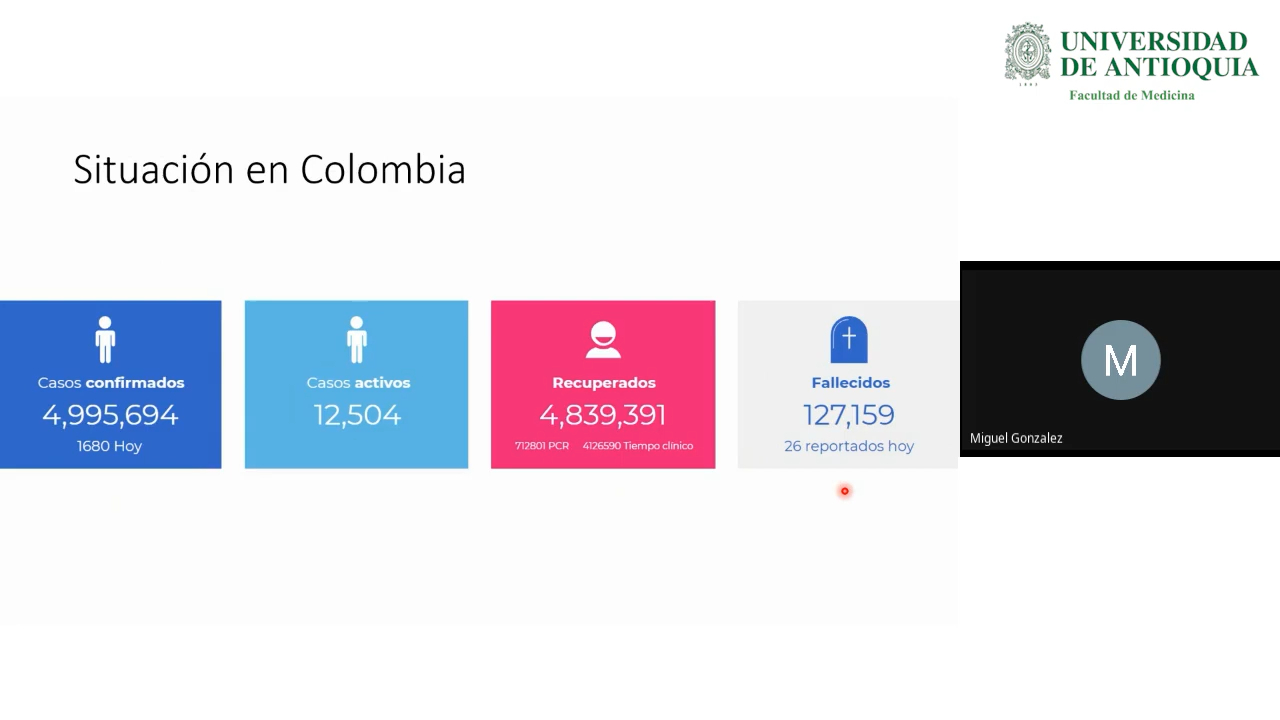 UNIVERSIDAD
DE ANTIOQUIA
1803
Facultad de Medicina
Situación en Colombia
Casos confirmados
4,995,694
1680 Hoy
Casos activos
12,504
Recuperados
4,839,391
712801 PCR 4126590 Tiempo clínico
Fallecidos
127,159
26 reportados hoy
M
Miguel Gonzalez